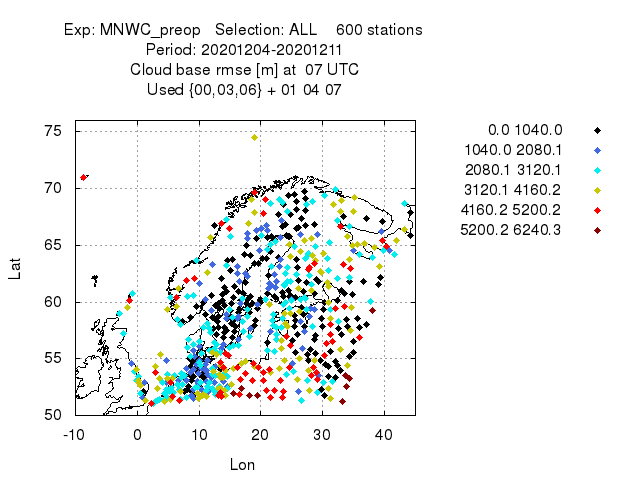 Exp: MNWC_preop   Selection: ALL    600 stations
Period: 20201204-20201211
Cloud base rmse [m] at  07 UTC
Used {00,03,06} + 01 04 07
0.0 1040.0
1040.0 2080.1
2080.1 3120.1
3120.1 4160.2
4160.2 5200.2
5200.2 6240.3
75
70
65
60
55
50
Lat
-10 0 10 20 30 40
Lon